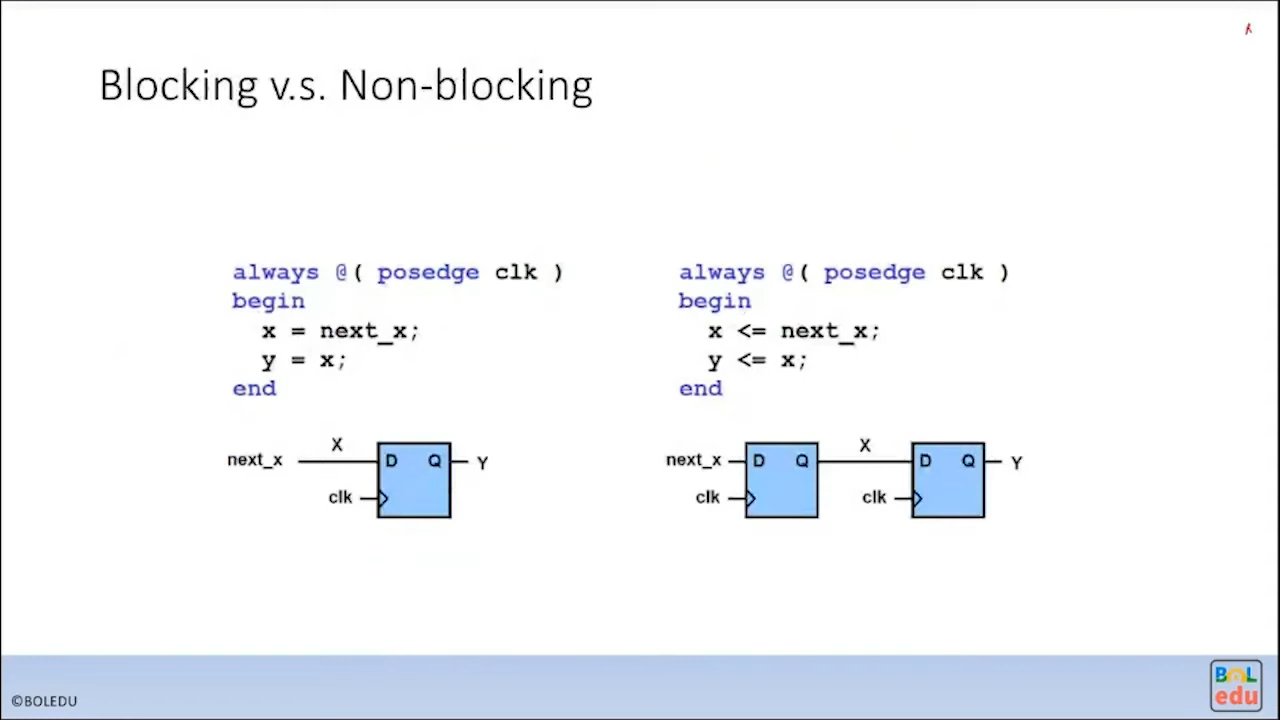 Blocking v.s. Non-blocking
always @( posedge clk )
begin
x = next_x;
y = x;
end
always @( posedge clk )
begin
x <= next_x;
y <= x;
end
next_x
X
D Q
Y
clk
next_x
D Q
X
D Q
Y
clk
clk
©BOLEDU
BOL
edu